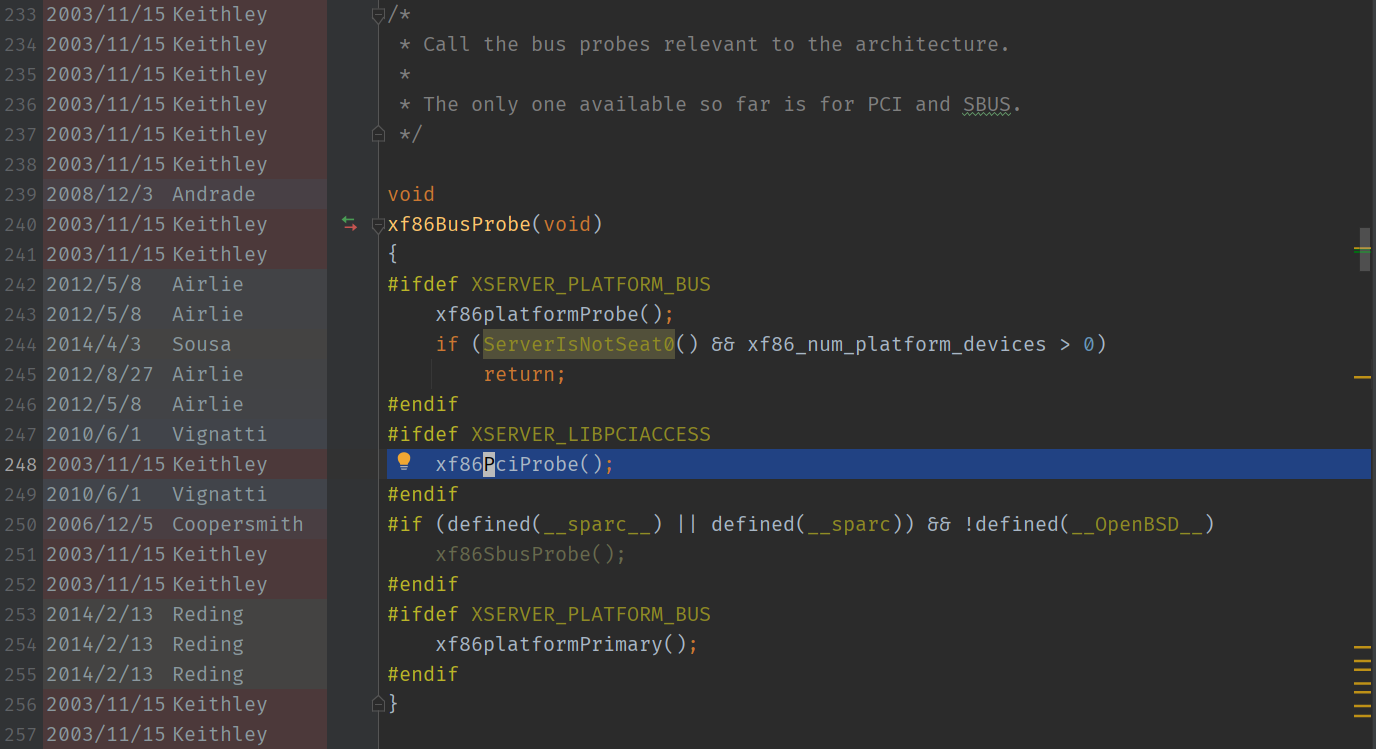 233 2003/11/15 Keithley /*
234 2003/11/15 Keithley  * Call the bus probes relevant to the architecture.
235 2003/11/15 Keithley  *
236 2003/11/15 Keithley  * The only one available so far is for PCI and SBUS.
237 2003/11/15 Keithley  */
238 2003/11/15 Keithley
239 2008/12/3 Andrade void
240 2003/11/15 Keithley xf86BusProbe(void)
241 2003/11/15 Keithley {
242 2012/5/8 Airlie #ifdef XSERVER_PLATFORM_BUS
243 2012/5/8 Airlie     xf86platformProbe();
244 2014/4/3 Sousa     if (ServerIsNotSeat0() && xf86_num_platform_devices > 0)
245 2012/8/27 Airlie         return;
246 2012/5/8 Airlie #endif
247 2010/6/1 Vignatti #ifdef XSERVER_LIBPCIACCESS
248 2003/11/15 Keithley     xf86PciProbe();
249 2010/6/1 Vignatti #endif
250 2006/12/5 Coopersmith #if (defined(__sparc__) || defined(__sparc)) && !defined(__OpenBSD__)
251 2003/11/15 Keithley     xf86SbusProbe();
252 2003/11/15 Keithley #endif
253 2014/2/13 Reding #ifdef XSERVER_PLATFORM_BUS
254 2014/2/13 Reding     xf86platformPrimary();
255 2014/2/13 Reding #endif
256 2003/11/15 Keithley }
257 2003/11/15 Keithley